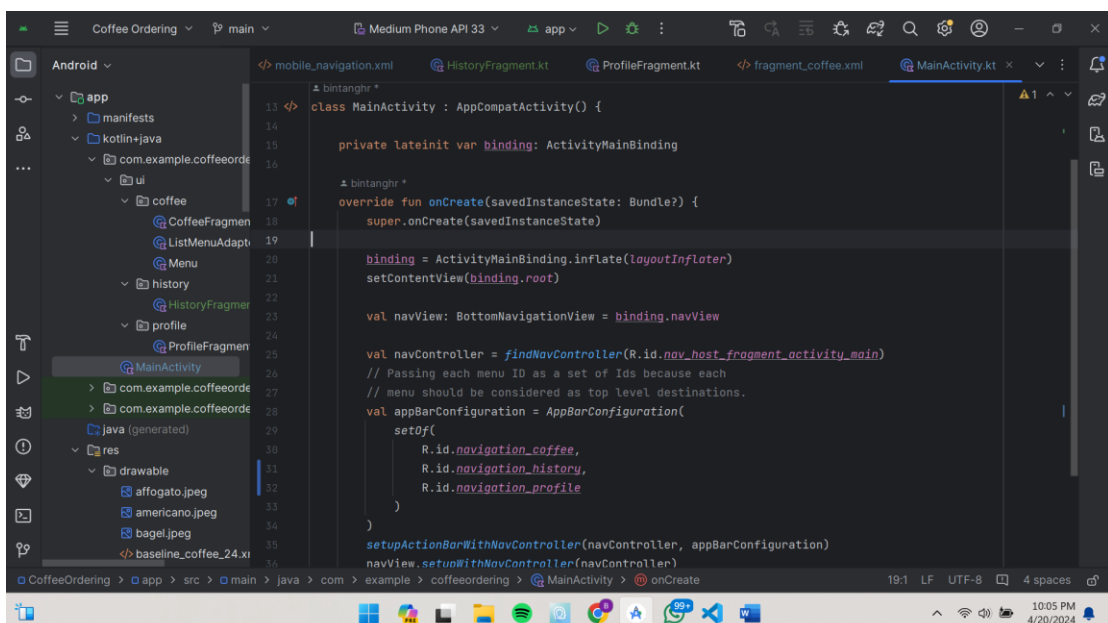 Coffee Ordering
main
Medium Phone API 33
app
Android
mobile_navigation.xml
HistoryFragment.kt
ProfileFragment.kt
fragment_coffee.xml
MainActivity.kt
app
manifests
kotlin+java
com.example.coffeeorde
ui
coffee
CoffeeFragmen
ListMenuAdapt
Menu
history
HistoryFragmer
profile
ProfileFragmen
MainActivity
com.example.coffeeorde
com.example.coffeeorde
java (generated)
res
drawable
affogato.jpeg
americano.jpeg
bagel.jpeg
baseline_coffee_24.xr
bintanghr *
1
13 class MainActivity : AppCompatActivity() {
14
15 private lateinit var binding: ActivityMainBinding
16
bintanghr *
17 override fun onCreate(savedInstanceState: Bundle?) {
18 super.onCreate(savedInstanceState)
19
20 binding = ActivityMainBinding.inflate(layoutInflater)
21 setContentView(binding.root)
22
23 val navView: BottomNavigationView = binding.navView
24
25 val navController = findNavController(R.id.nav_host_fragment_activity_main)
26 // Passing each menu ID as a set of Ids because each
27 // menu should be considered as top level destinations.
28 val appBarConfiguration = AppBarConfiguration(
29 setOf(
30 R.id.navigation_coffee,
31 R.id.navigation_history,
32 R.id.navigation_profile
33 )
34 )
35 setupActionBarWithNavController(navController, appBarConfiguration)
36 navView.setupWithNavController(navController)
CoffeeOrdering > app > src > main > java > com > example > coffeeordering > MainActivity > onCreate
19:1 LF UTF-8 4 spaces
99+
10:05 PM
4/20/2024